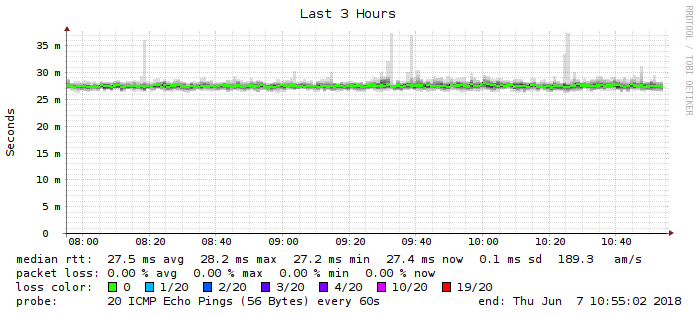 Last 3 Hours
RRDTOOL / TOBI OETIKER
Seconds
35 m
30 m
25 m
20 m
15 m
10 m
5 m
0
08:00 08:20 08:40 09:00 09:20 09:40 10:00 10:20 10:40
median rtt: 27.5 ms avg 28.2 ms max 27.2 ms min 27.4 ms now 0.1 ms sd 189.3 am/s
packet loss: 0.00 % avg 0.00 % max 0.00 % min 0.00 % now
loss color: 0 1/20 2/20 3/20 4/20 10/20 19/20
probe: 20 ICMP Echo Pings (56 Bytes) every 60s end: Thu Jun 7 10:55:02 2018